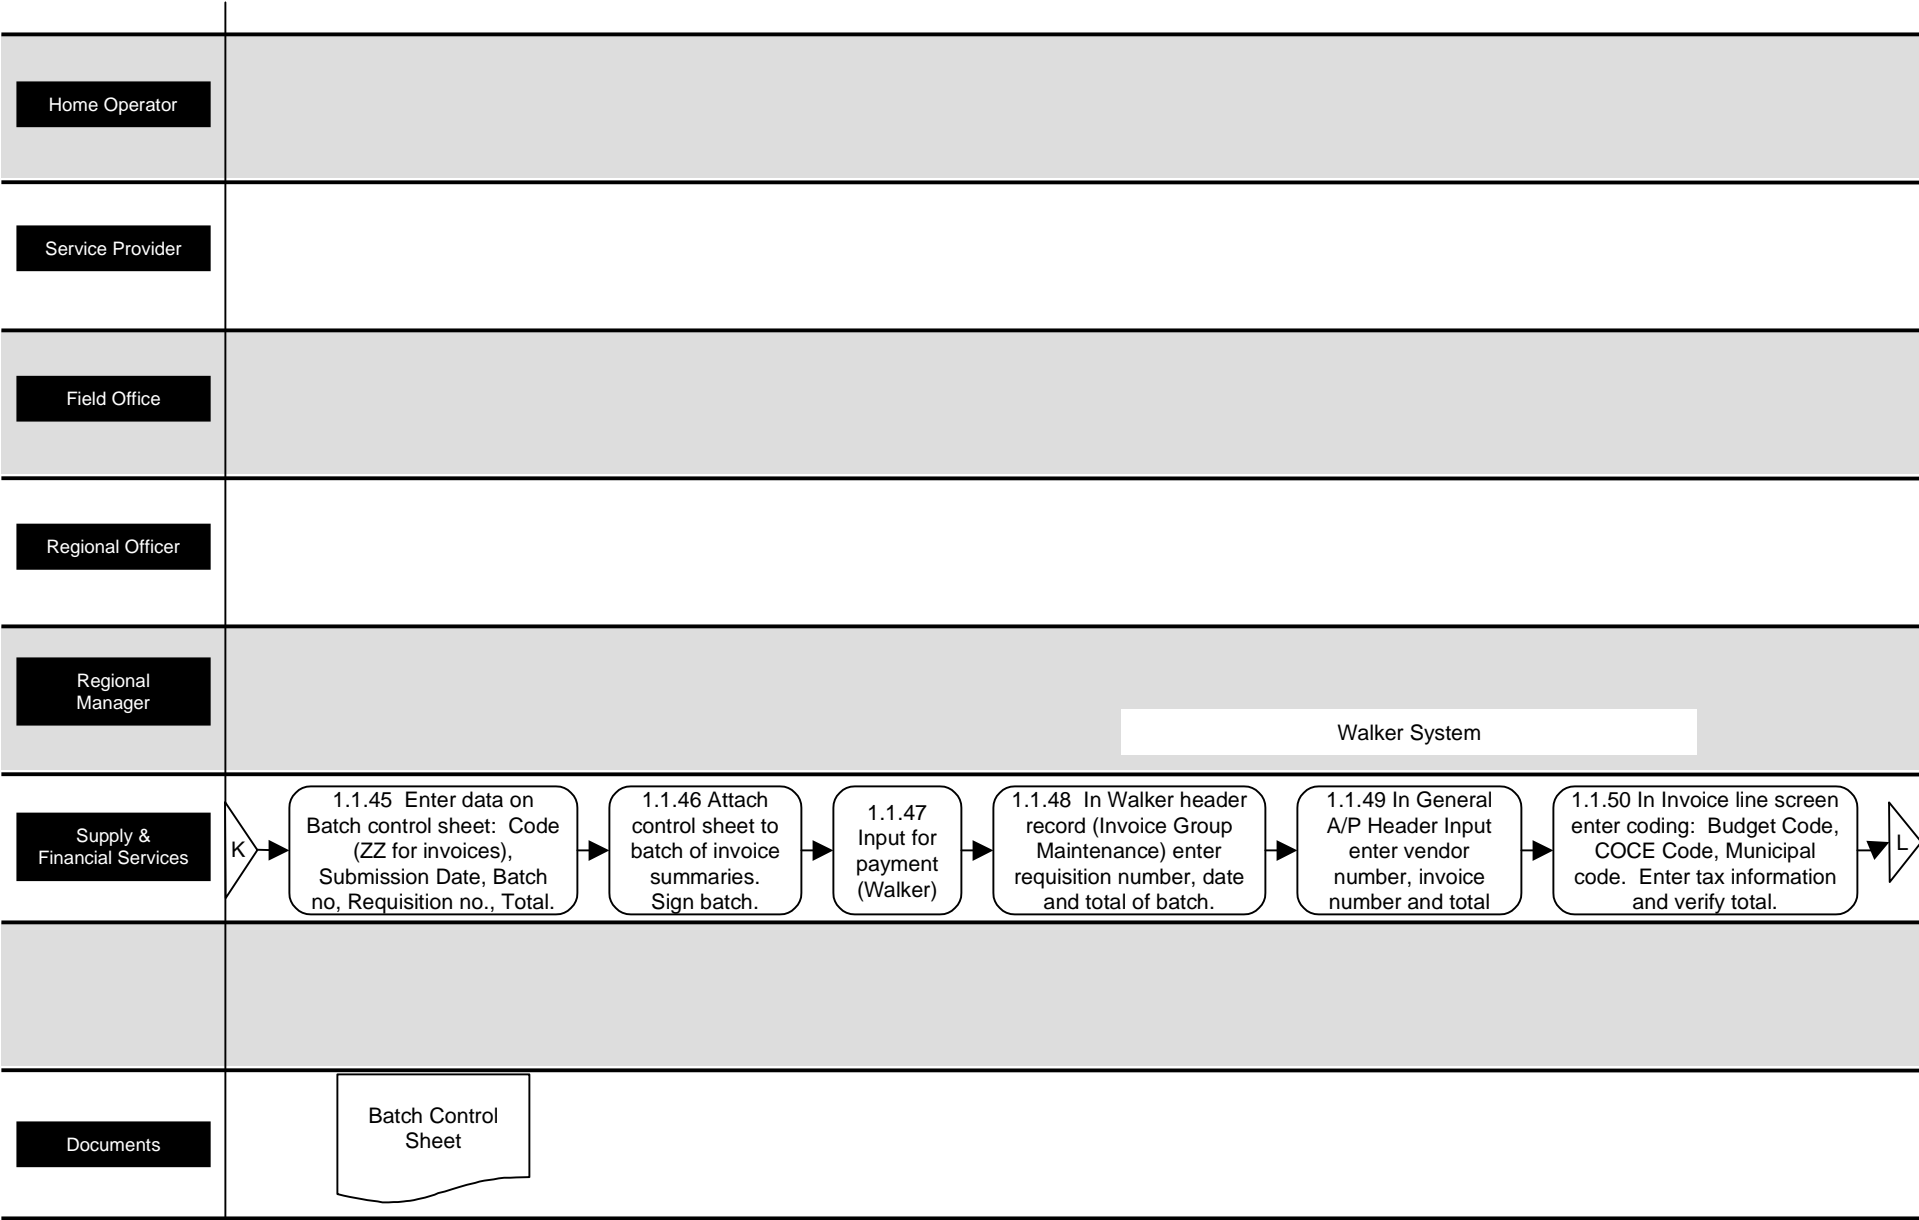 Home Operator
Service Provider
Field Office
Regional Officer
Regional
Manager
Walker System
Supply &
Financial Services
K
1.1.45 Enter data on
Batch control sheet: Code
(ZZ for invoices),
Submission Date, Batch
no, Requisition no., Total.
1.1.46 Attach
control sheet to
batch of invoice
summaries.
Sign batch.
1.1.47
Input for
payment
(Walker)
1.1.48 In Walker header
record (Invoice Group
Maintenance) enter
requisition number, date
and total of batch.
1.1.49 In General
A/P Header Input
enter vendor
number, invoice
number and total
1.1.50 In Invoice line screen
enter coding: Budget Code,
COCE Code, Municipal
code. Enter tax information
and verify total.
L
Documents
Batch Control
Sheet